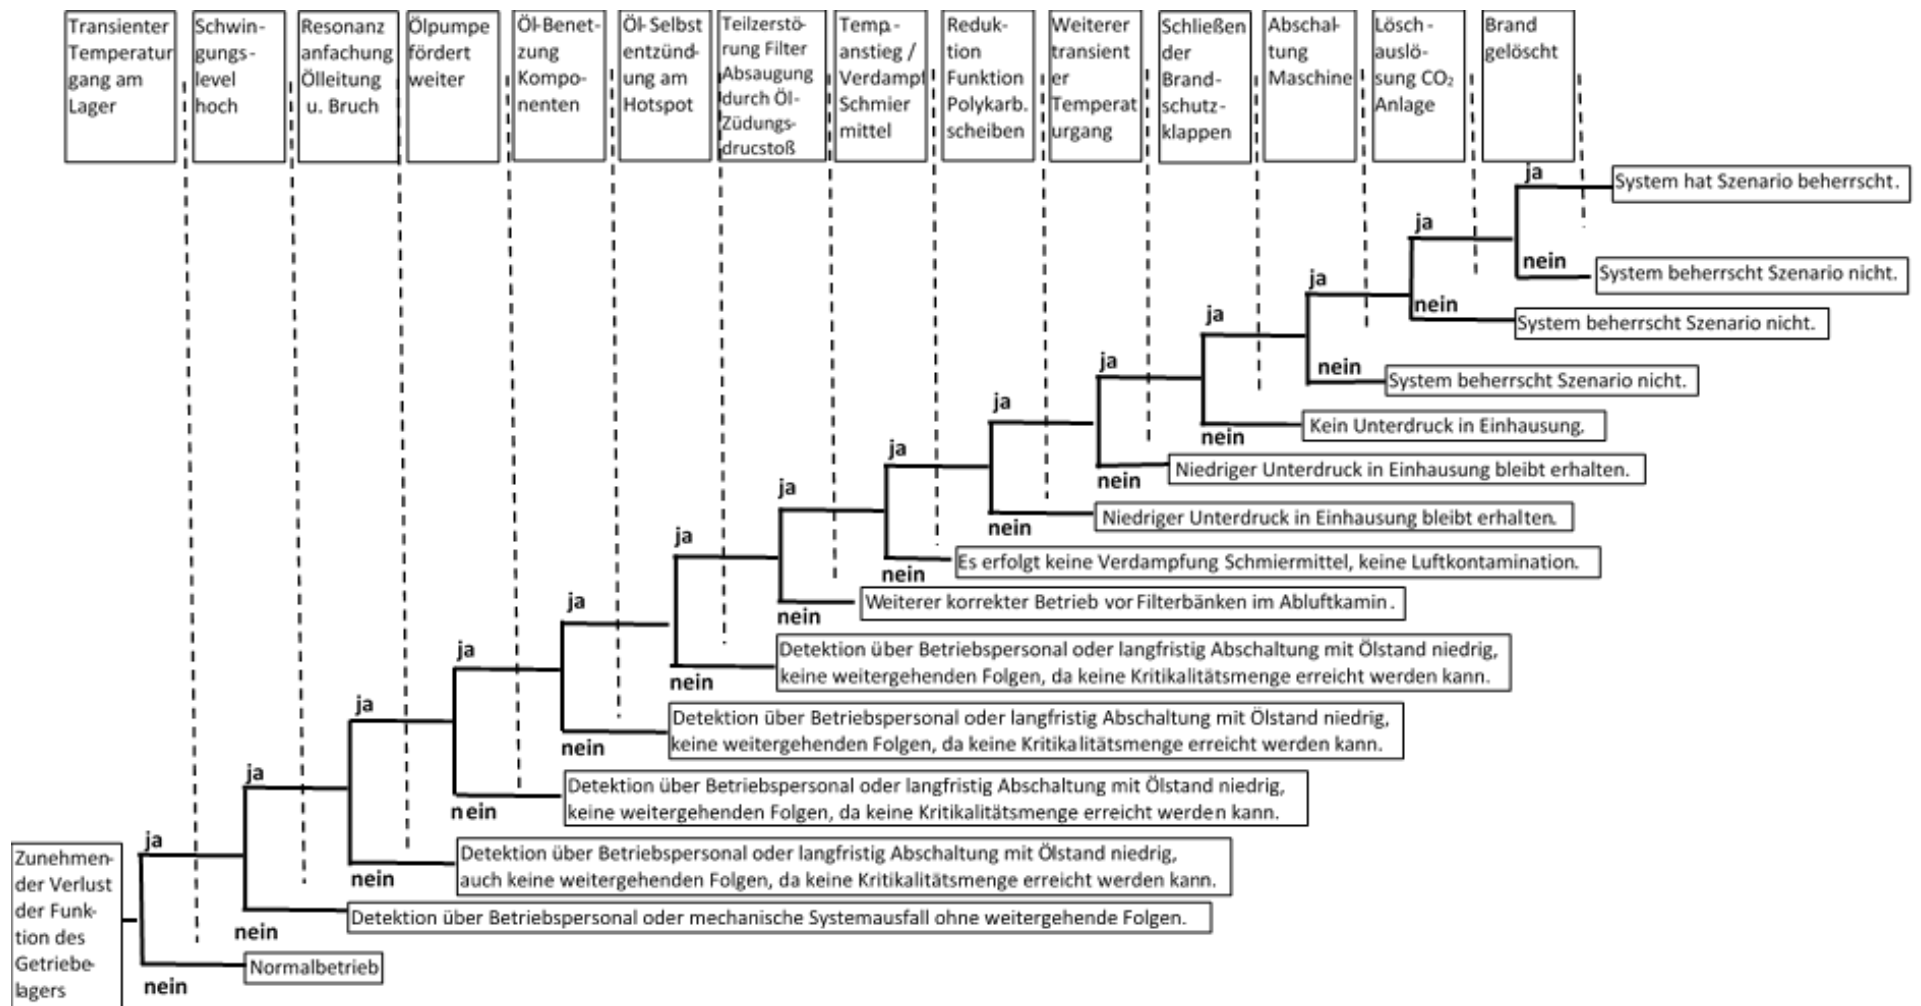 Transienter
Temperatur
gang am
Lager
Schwin-
gungs-
level
hoch
Resonanz
anfachung
Ölleitung
u. Bruch
Ölpumpe
fördert
weiter
Öl-Benet-
zung
Kompo-
nenten
Öl-Selbst
entzünd-
ung am
Hotspot
Teilzerstö-
rung Filter
Absaugung
durch Öl-
Züdungs-
drucstoß
Temp.-
anstieg /
Verdampf
Schmier
mittel
Reduk-
tion
Funktion
Polykarb.
scheiben
Weiterer
transient
er
Temperat
urgang
Schließen
der
Brand-
schutz-
klappen
Abschal-
tung
Maschine
Lösch-
auslö-
sung CO₂
Anlage
Brand
gelöscht
ja
System hat Szenario beherrscht.
ja
nein
System beherrscht Szenario nicht.
ja
nein
System beherrscht Szenario nicht.
ja
nein
System beherrscht Szenario nicht.
ja
nein
Kein Unterdruck in Einhausung.
ja
nein
Niedriger Unterdruck in Einhausung bleibt erhalten.
ja
nein
Niedriger Unterdruck in Einhausung bleibt erhalten.
ja
nein
Es erfolgt keine Verdampfung Schmiermittel, keine Luftkontamination.
ja
nein
Weiterer korrekter Betrieb vor Filterbänken im Abluftkamin.
ja
nein
Detektion über Betriebspersonal oder langfristig Abschaltung mit Ölstand niedrig,
keine weitergehenden Folgen, da keine Kritikalitätsmenge erreicht werden kann.
ja
nein
Detektion über Betriebspersonal oder langfristig Abschaltung mit Ölstand niedrig,
keine weitergehenden Folgen, da keine Kritikalitätsmenge erreicht werden kann.
ja
nein
Detektion über Betriebspersonal oder langfristig Abschaltung mit Ölstand niedrig,
keine weitergehenden Folgen, da keine Kritikalitätsmenge erreicht werden kann.
ja
nein
Detektion über Betriebspersonal oder langfristig Abschaltung mit Ölstand niedrig,
auch keine weitergehenden Folgen, da keine Kritikalitätsmenge erreicht werden kann.
ja
nein
Detektion über Betriebspersonal oder mechanische Systemausfall ohne weitergehende Folgen.
nein
Normalbetrieb
Zunehmen-
der Verlust
der Funk-
tion des
Getriebe-
lagers